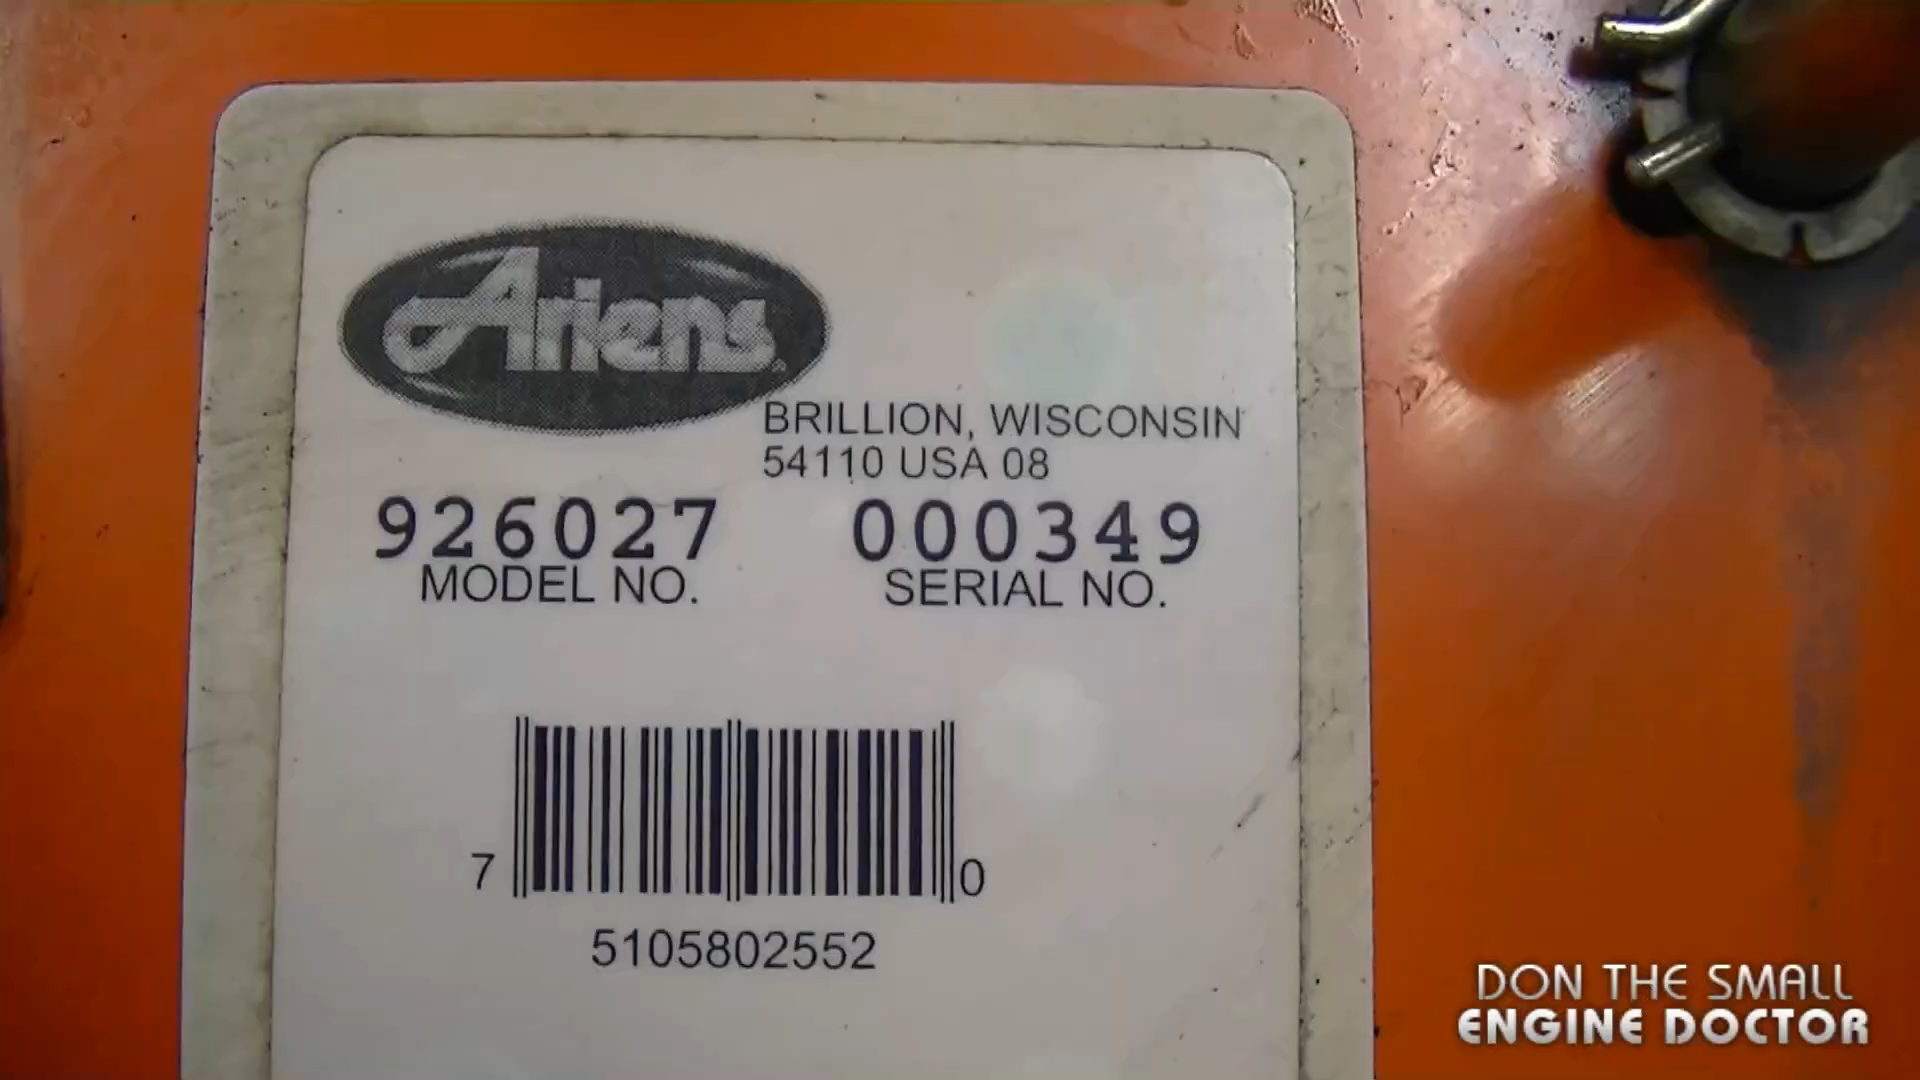 Ariens
BRILLION, WISCONSIN
54110 USA 08
926027 000349
MODEL NO. SERIAL NO.
7 0
5105802552
DON THE SMALL
ENGINE DOCTOR